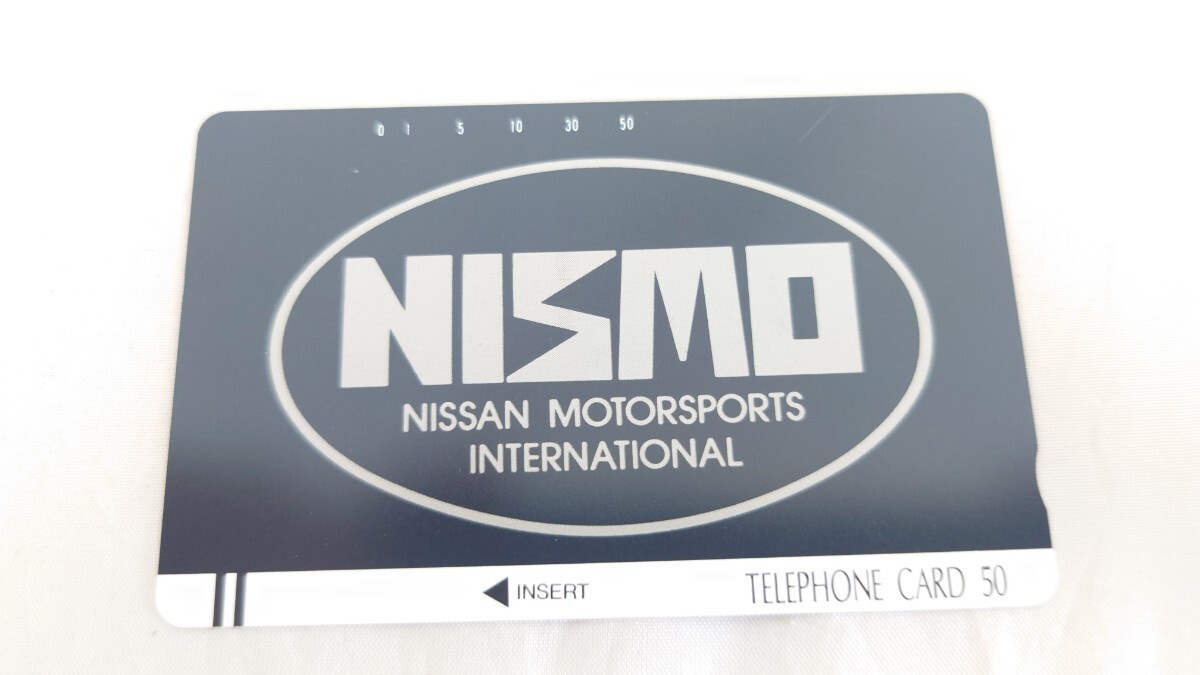 0 1 5 10 30 50
NISMO
NISSAN MOTORSPORTS
INTERNATIONAL
◀ INSERT
TELEPHONE CARD 50